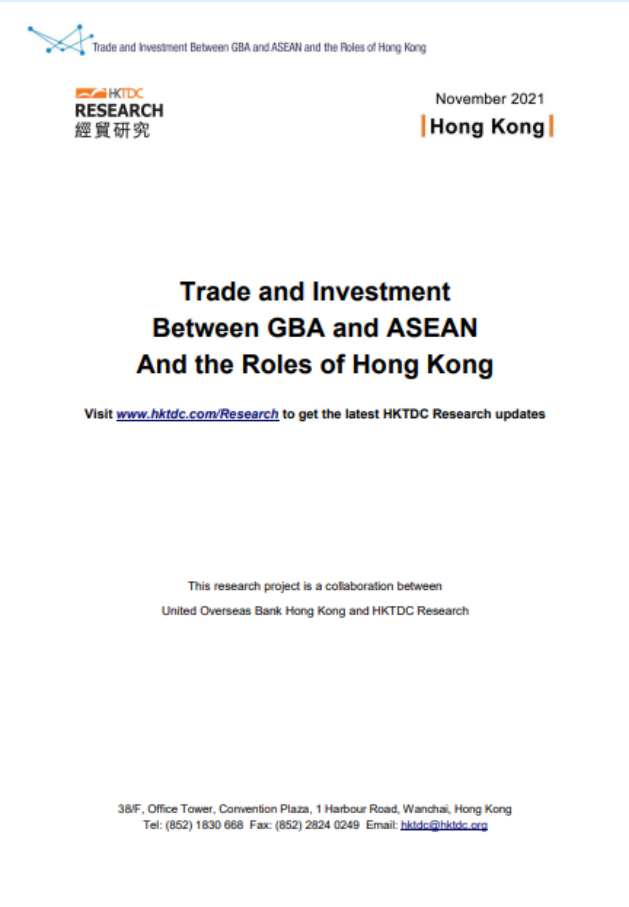 Trade and Investment Between GBA and ASEAN and the Roles of Hong Kong
HKTDC
RESEARCH
經貿研究
November 2021
Hong Kong
Trade and Investment
Between GBA and ASEAN
And the Roles of Hong Kong
Visit www.hktdc.com/Research to get the latest HKTDC Research updates
This research project is a collaboration between
United Overseas Bank Hong Kong and HKTDC Research
38/F, Office Tower, Convention Plaza, 1 Harbour Road, Wanchai, Hong Kong
Tel: (852) 1830 668 Fax: (852) 2824 0249 Email: hktdc@hktdc.org